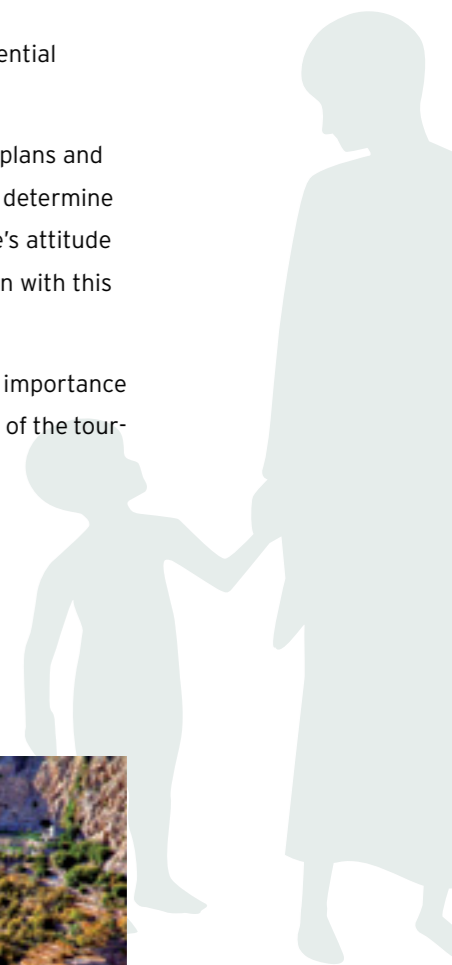 ential
plans and
determine
e's attitude
n with this
importance
of the tour-